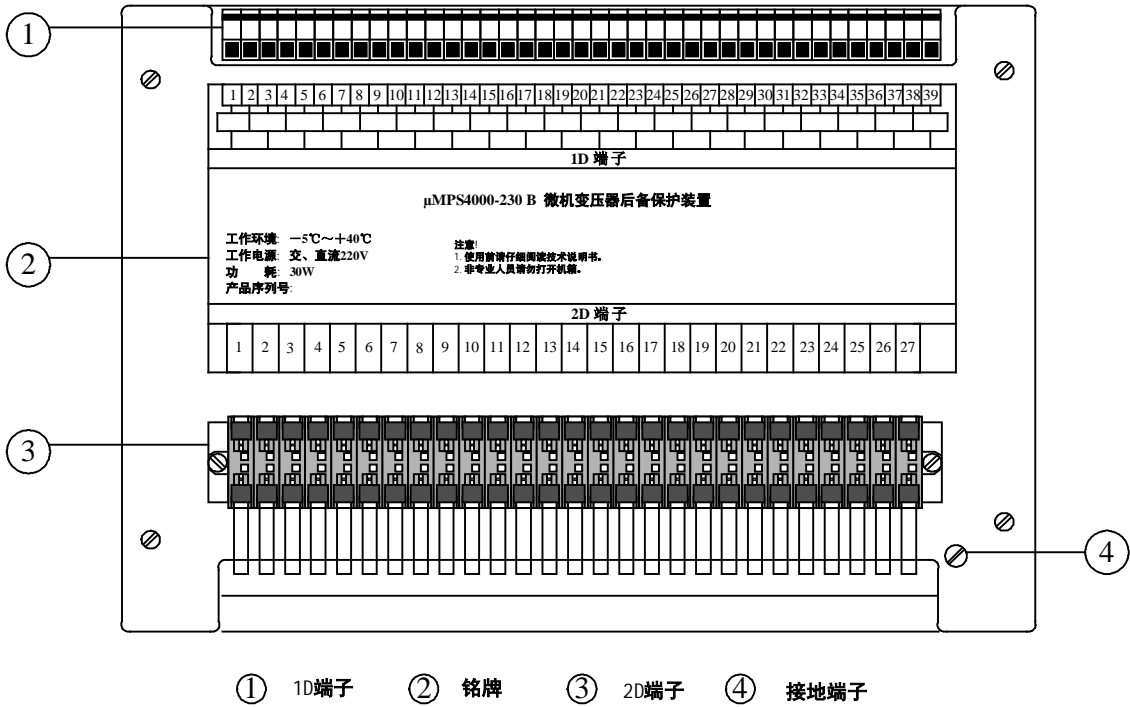 ①
1 2 3 4 5 6 7 8 9 10 11 12 13 14 15 16 17 18 19 20 21 22 23 24 25 26 27 28 29 30 31 32 33 34 35 36 37 38 39
1D 端子
μMPS4000-230 B 微机变压器后备保护装置
②
工作环境: －5℃～＋40℃
工作电源: 交、直流220V
功 耗: 30W
产品序列号:
注意!
1. 使用前请仔细阅读技术说明书。
2. 非专业人员请勿打开机箱。
2D 端子
1 2 3 4 5 6 7 8 9 10 11 12 13 14 15 16 17 18 19 20 21 22 23 24 25 26 27
③
④
① 1D端子 ② 铭牌 ③ 2D端子 ④ 接地端子